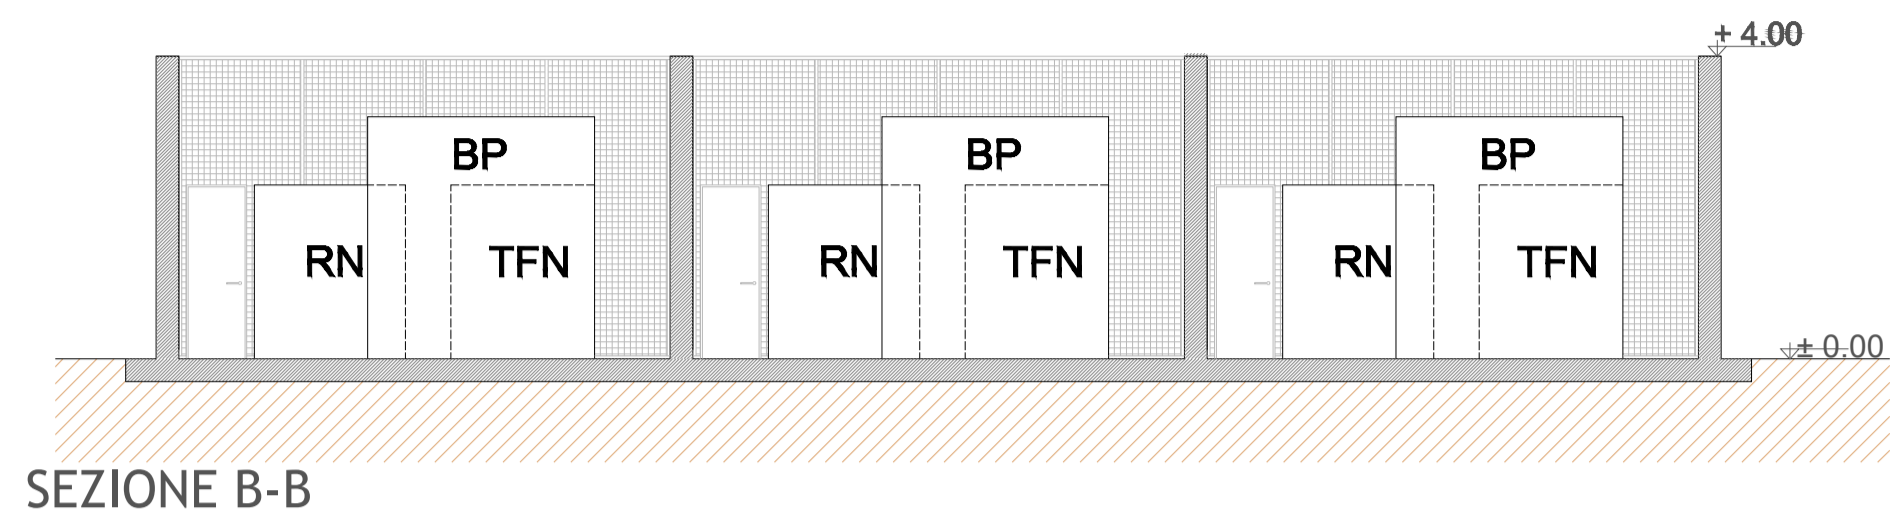 + 4.00
BP BP BP
RN TFN RN TFN RN TFN
± 0.00
SEZIONE B-B